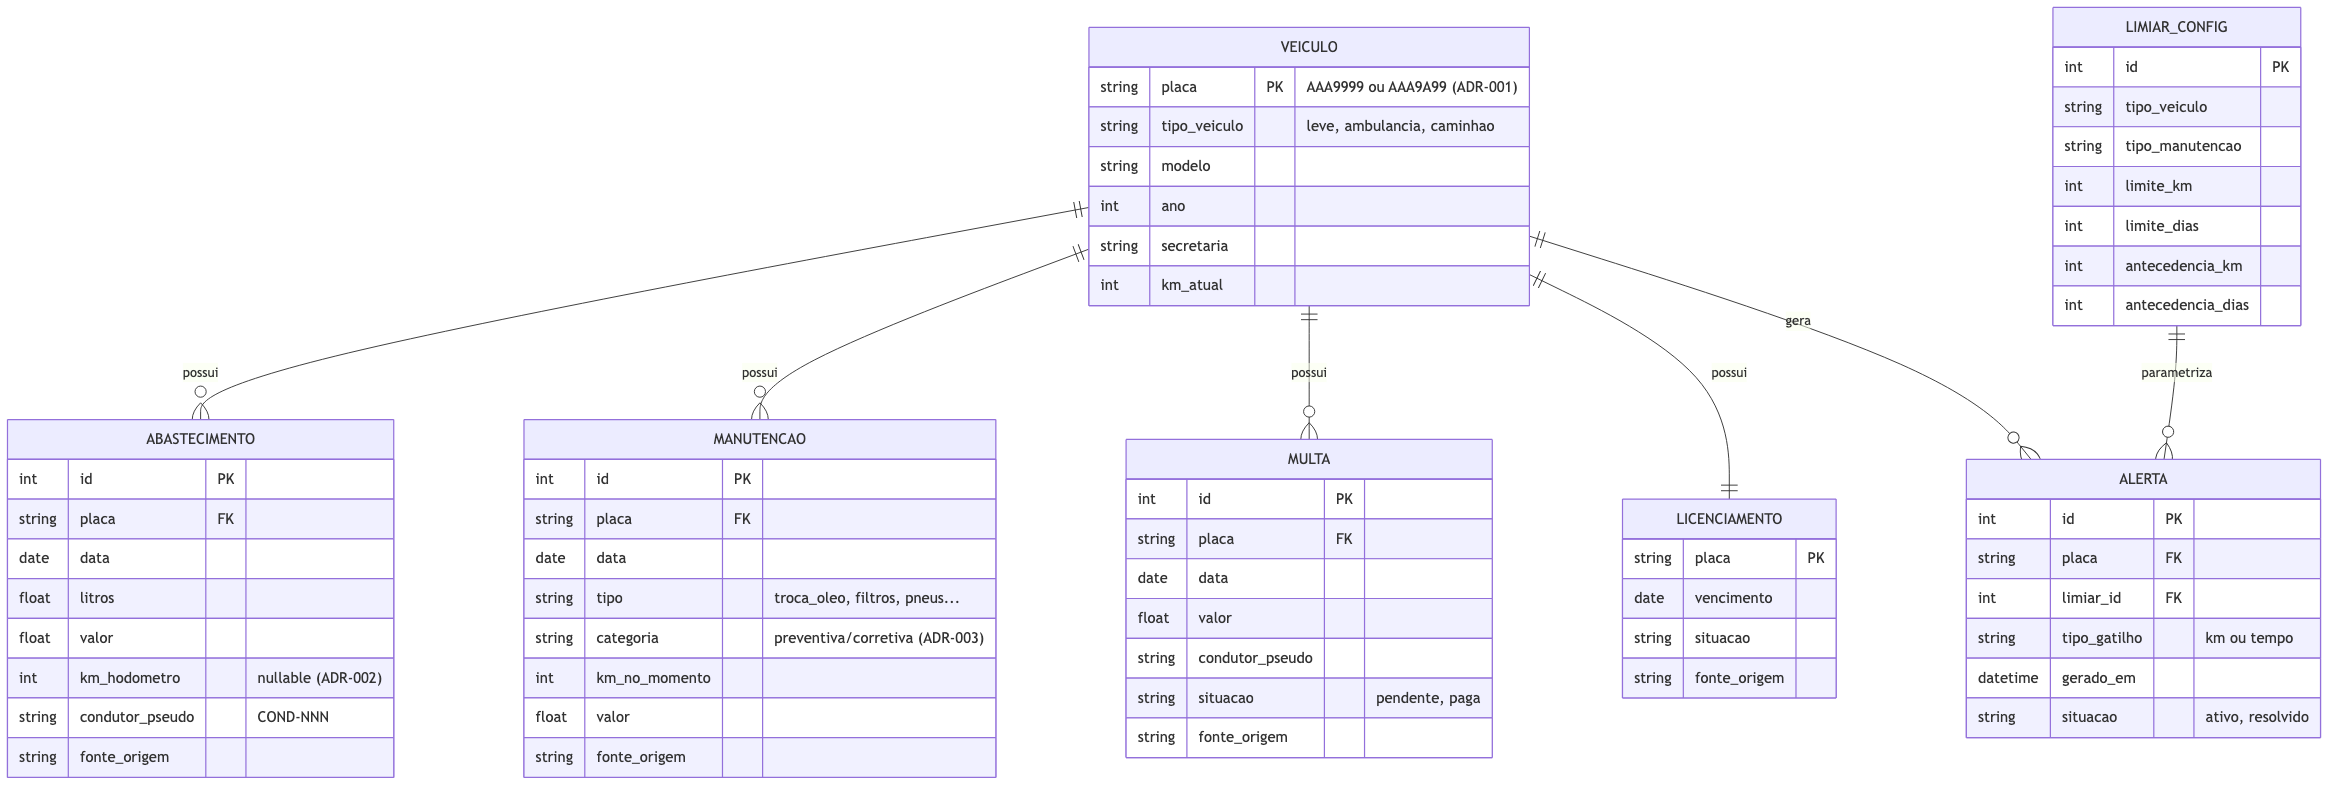 VEICULO
string placa PK AAA9999 ou AAA9A99 (ADR-001)
string tipo_veiculo leve, ambulancia, caminhao
string modelo
int ano
string secretaria
int km_atual
LIMIAR_CONFIG
int id PK
string tipo_veiculo
string tipo_manutencao
int limite_km
int limite_dias
int antecedencia_km
int antecedencia_dias
gera
possui
possui
possui
possui
parametriza
ABASTECIMENTO
int id PK
string placa FK
date data
float litros
float valor
int km_hodometro nullable (ADR-002)
string condutor_pseudo COND-NNN
string fonte_origem
MANUTENCAO
int id PK
string placa FK
date data
string tipo troca_oleo, filtros, pneus...
string categoria preventiva/corretiva (ADR-003)
int km_no_momento
float valor
string fonte_origem
MULTA
int id PK
string placa FK
date data
float valor
string condutor_pseudo
string situacao pendente, paga
string fonte_origem
LICENCIAMENTO
string placa PK
date vencimento
string situacao
string fonte_origem
ALERTA
int id PK
string placa FK
int limiar_id FK
string tipo_gatilho km ou tempo
datetime gerado_em
string situacao ativo, resolvido